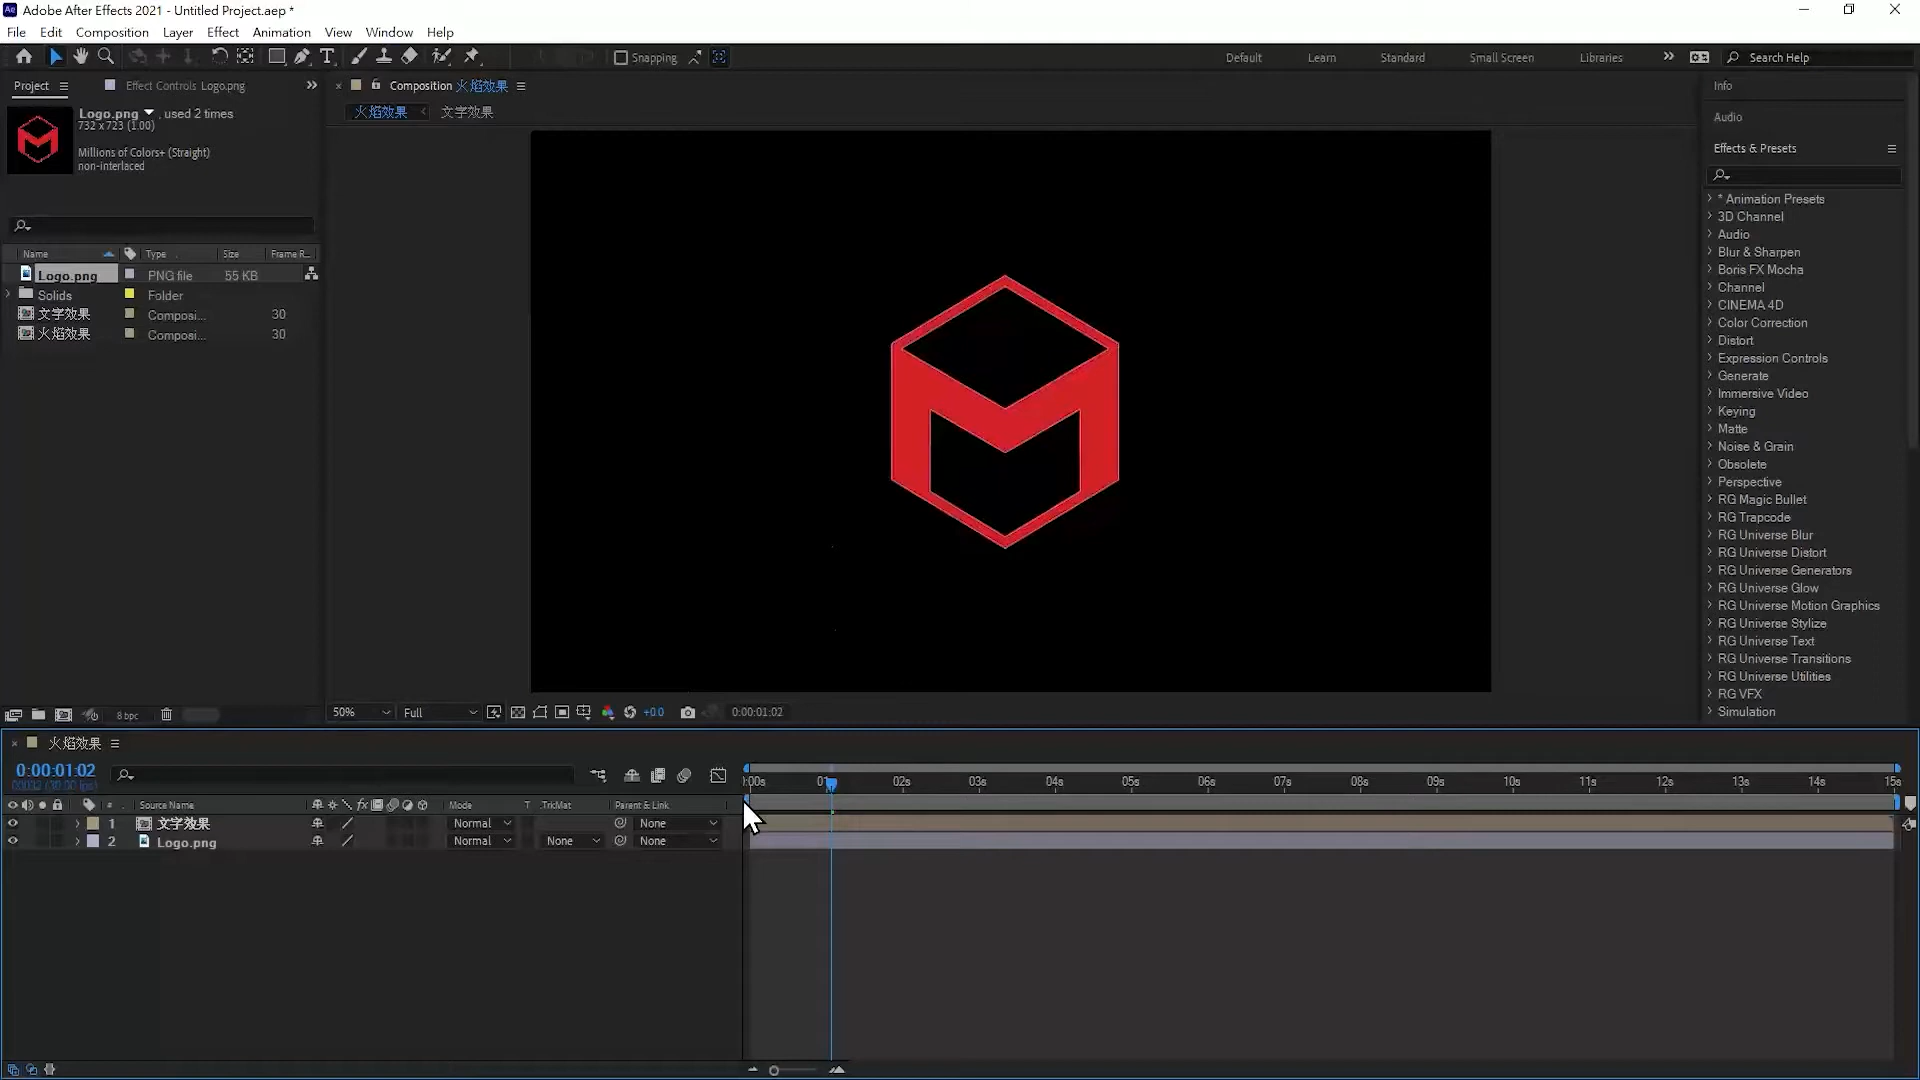 Adobe After Effects 2021 - Untitled Project.aep *
File Edit Composition Layer Effect Animation View Window Help
Snapping
Default Learn Standard Small Screen Libraries Search Help
Project Effect Controls Logo.png
Logo.png , used 2 times
732 x 723 (1.00)
Millions of Colors+ (Straight)
non-interlaced
Name Type Size Frame R...
Logo.png PNG file 55 KB
Solids Folder
文字效果 Composi... 30
火焰效果 Composi... 30
8 bpc
Composition 火焰效果
火焰效果 文字效果
50% Full +0.0 0:00:01:02
Info
Audio
Effects & Presets
* Animation Presets
3D Channel
Audio
Blur & Sharpen
Boris FX Mocha
Channel
CINEMA 4D
Color Correction
Distort
Expression Controls
Generate
Immersive Video
Keying
Matte
Noise & Grain
Obsolete
Perspective
RG Magic Bullet
RG Trapcode
RG Universe Blur
RG Universe Distort
RG Universe Generators
RG Universe Glow
RG Universe Motion Graphics
RG Universe Stylize
RG Universe Text
RG Universe Transitions
RG Universe Utilities
RG VFX
Simulation
火焰效果
0:00:01:02
00032 (30.00 fps)
):00s 01 02s 03s 04s 05s 06s 07s 08s 09s 10s 11s 12s 13s 14s 15s
# Source Name fx Mode T .TrkMat Parent & Link
1 文字效果 Normal None
2 Logo.png Normal None None